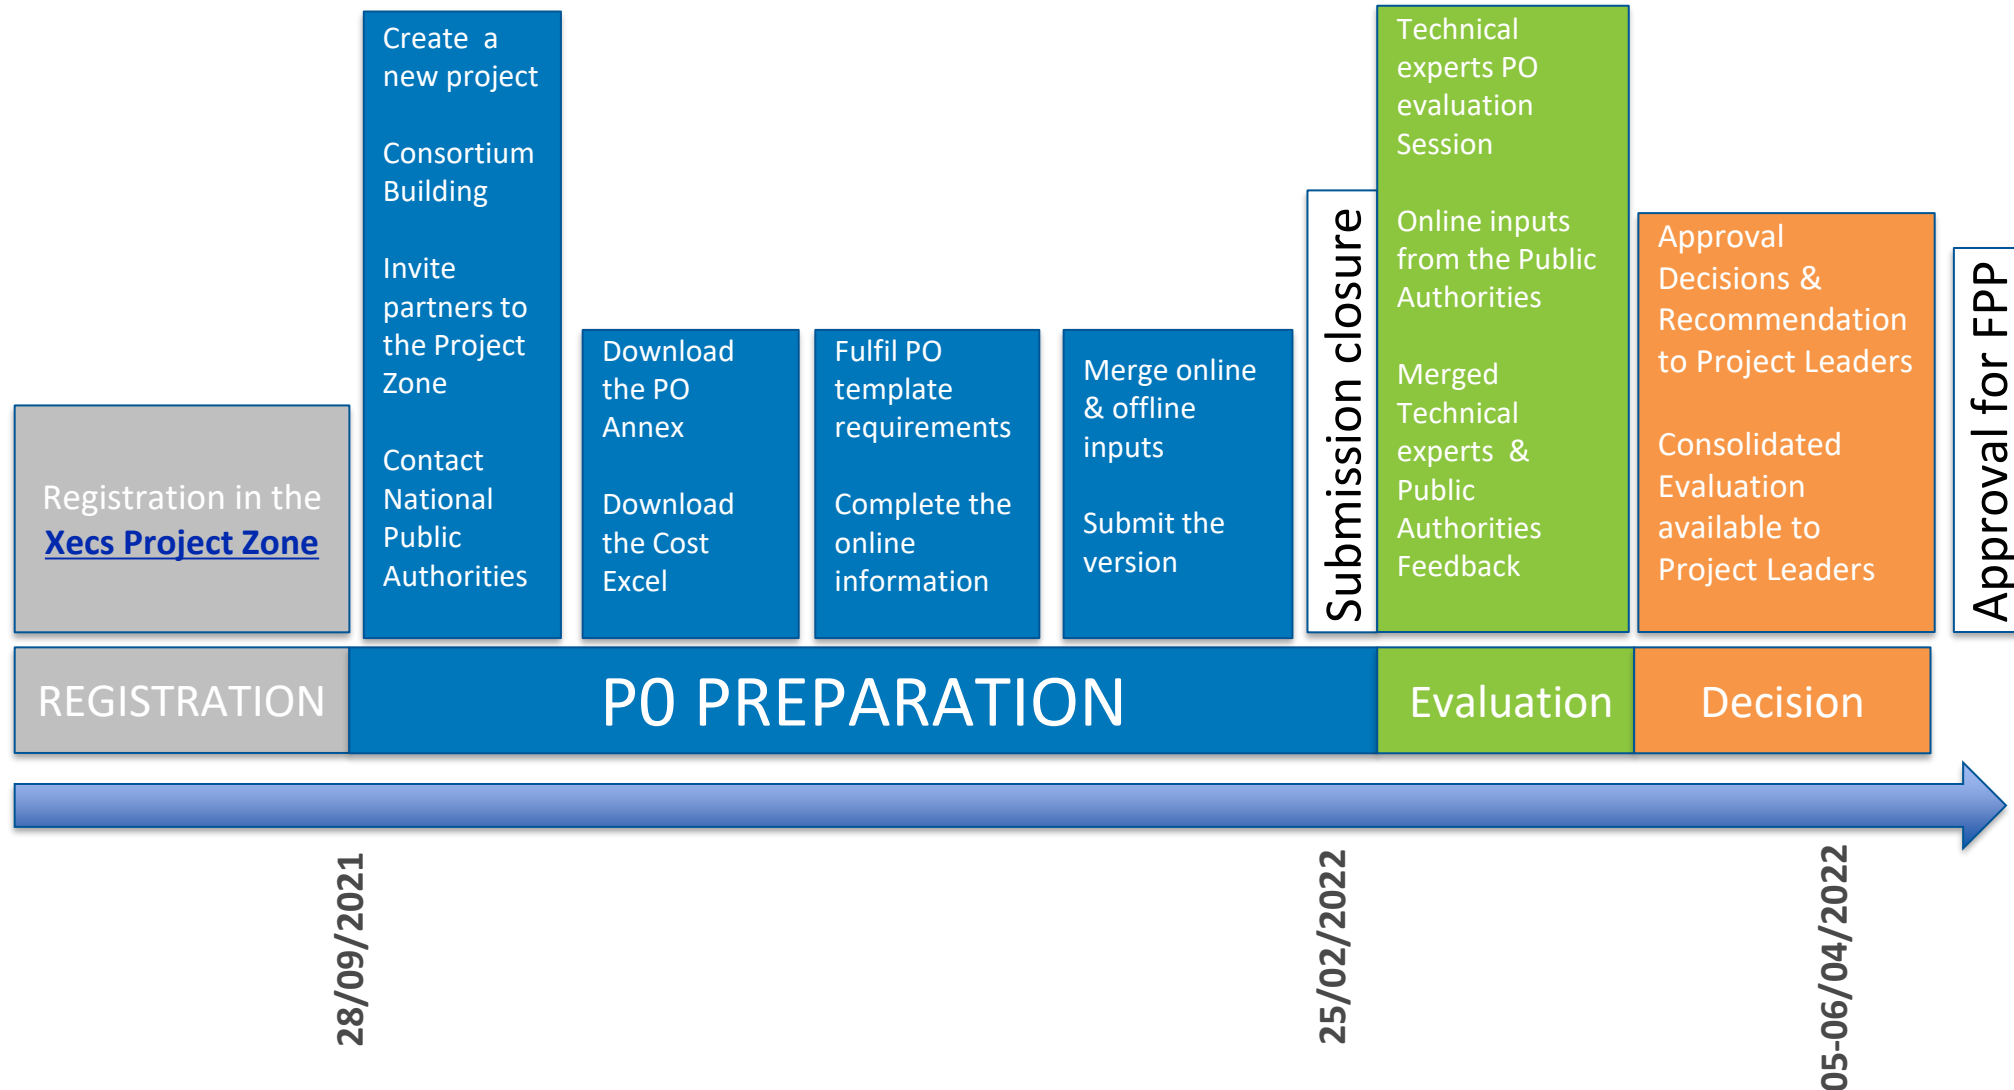 Registration in the
Xecs Project Zone
Create a
new project
Consortium
Building
Invite
partners to
the Project
Zone
Contact
National
Public
Authorities
Download
the PO
Annex
Download
the Cost
Excel
Fulfil PO
template
requirements
Complete the
online
information
Merge online
& offline
inputs
Submit the
version
Submission closure
Technical
experts PO
evaluation
Session
Online inputs
from the Public
Authorities
Merged
Technical
experts &
Public
Authorities
Feedback
Approval
Decisions &
Recommendation
to Project Leaders
Consolidated
Evaluation
available to
Project Leaders
Approval for FPP
REGISTRATION
PO PREPARATION
Evaluation
Decision
28/09/2021
25/02/2022
05-06/04/2022